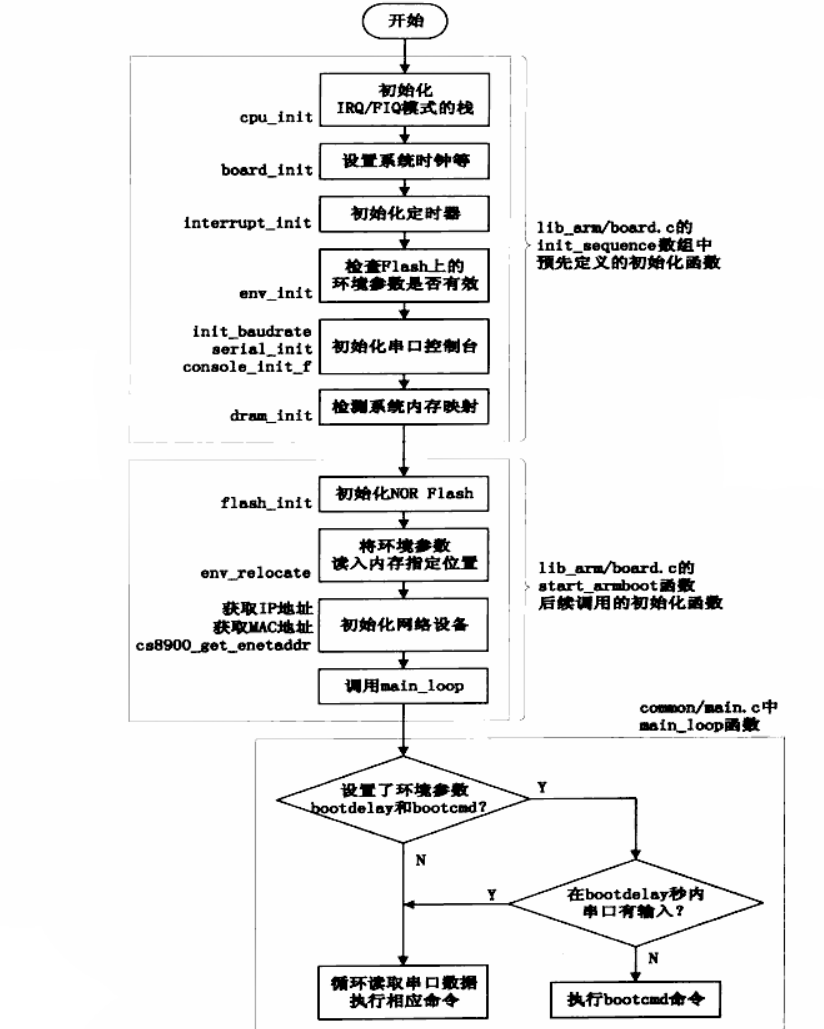 开始
初始化
IRQ/FIQ模式的栈
cpu_init
设置系统时钟等
board_init
初始化定时器
interrupt_init
lib_arm/board.c的
init_sequence数组中
预先定义的初始化函数
检查Flash上的
环境参数是否有效
env_init
init_baudrate
serial_init
console_init_f
初始化串口控制台
检测系统内存映射
dram_init
初始化NOR Flash
flash_init
将环境参数
读入内存指定位置
env_relocate
lib_arm/board.c的
start_armboot函数
后续调用的初始化函数
获取IP地址
获取MAC地址
cs8900_get_enetaddr
初始化网络设备
调用main_loop
common/main.c中
main_loop函数
设置了环境参数
bootdelay和bootcmd?
Y
N
在bootdelay秒内
串口有输入?
Y
N
循环读取串口数据
执行相应命令
执行bootcmd命令